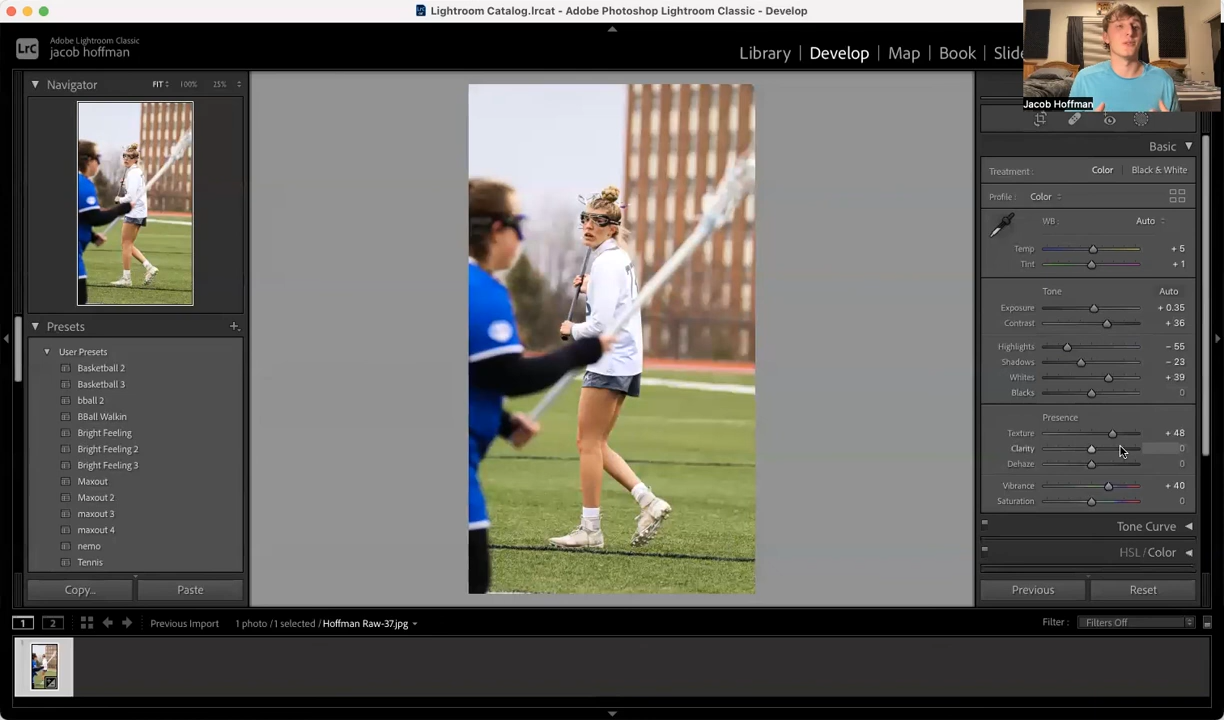 Lightroom Catalog.lrcat - Adobe Photoshop Lightroom Classic - Develop
LrC
Adobe Lightroom Classic
jacob hoffman
Library | Develop | Map | Book | Slide
Jacob Hoffman
Navigator
FIT
100%
25%
Presets
User Presets
Basketball 2
Basketball 3
bball 2
BBall Walkin
Bright Feeling
Bright Feeling 2
Bright Feeling 3
Maxout
Maxout 2
maxout 3
maxout 4
nemo
Tennis
Copy...
Paste
Basic
Treatment :
Color | Black & White
Profile : Color
WB : Auto
Temp + 5
Tint + 1
Tone Auto
Exposure + 0.35
Contrast + 36
Highlights − 55
Shadows − 23
Whites + 39
Blacks 0
Presence
Texture + 48
Clarity 0
Dehaze 0
Vibrance + 40
Saturation 0
Tone Curve
HSL / Color
Previous
Reset
1 2
Previous Import
1 photo / 1 selected / Hoffman Raw-37.jpg
Filter :
Filters Off